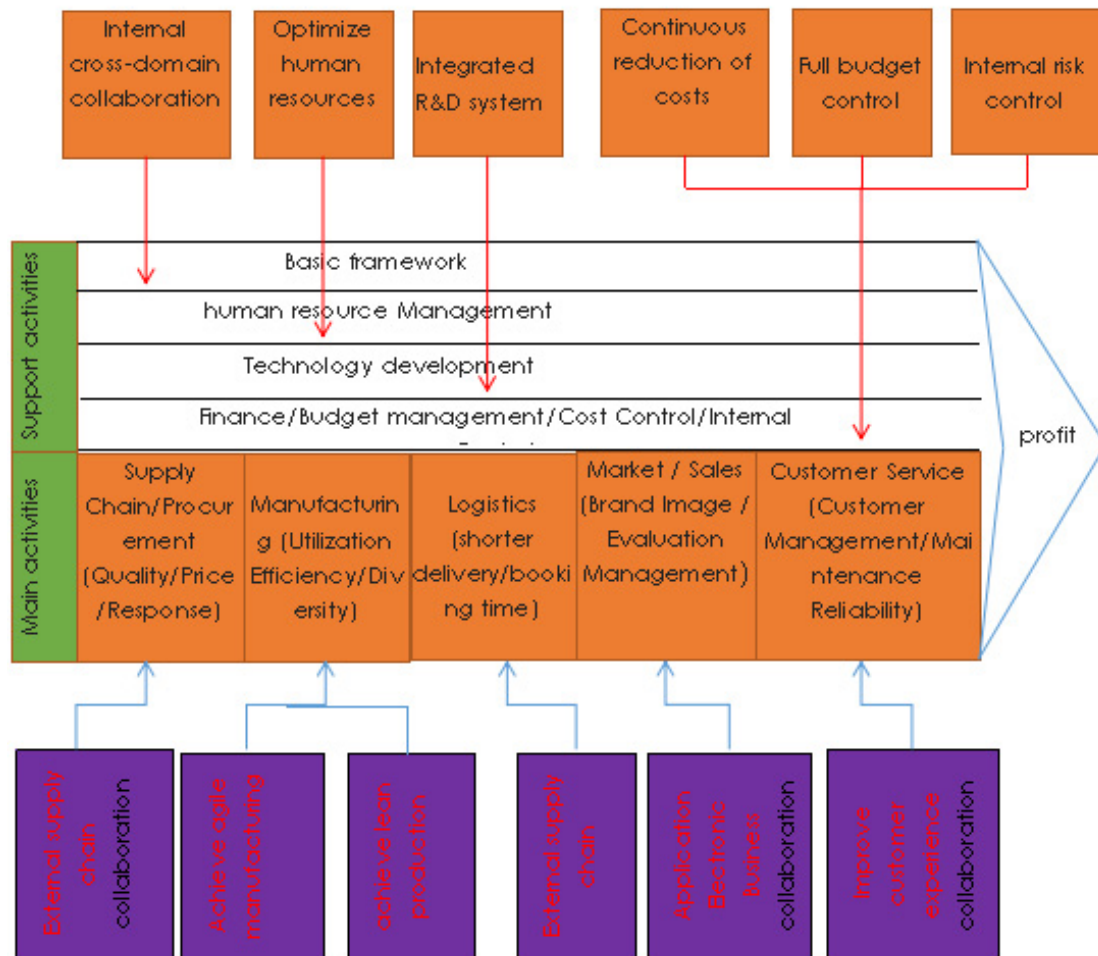 Internal
cross-domain
collaboration
Optimize
human
resources
Integrated
R&D system
Continuous
reduction of
costs
Full budget
control
Internal risk
control
Support activities
Basic framework
human resource Management
Technology development
Finance/Budget management/Cost Control/Internal
profit
Main activities
Supply
Chain/Procur
ement
(Quality/Price
/Response)
Manufacturin
g (Utilization
Efficiency/Div
ersity)
Logistics
(shorter
delivery/booki
ng time)
Market / Sales
(Brand Image /
Evaluation
Management)
Customer Service
(Customer
Management/Mai
ntenance
Reliability)
External supply
chain
collaboration
Achieve agile
manufacturing
achieve lean
production
External supply
chain
Application
Electronic
Business
collaboration
Improve
customer
experience
collaboration